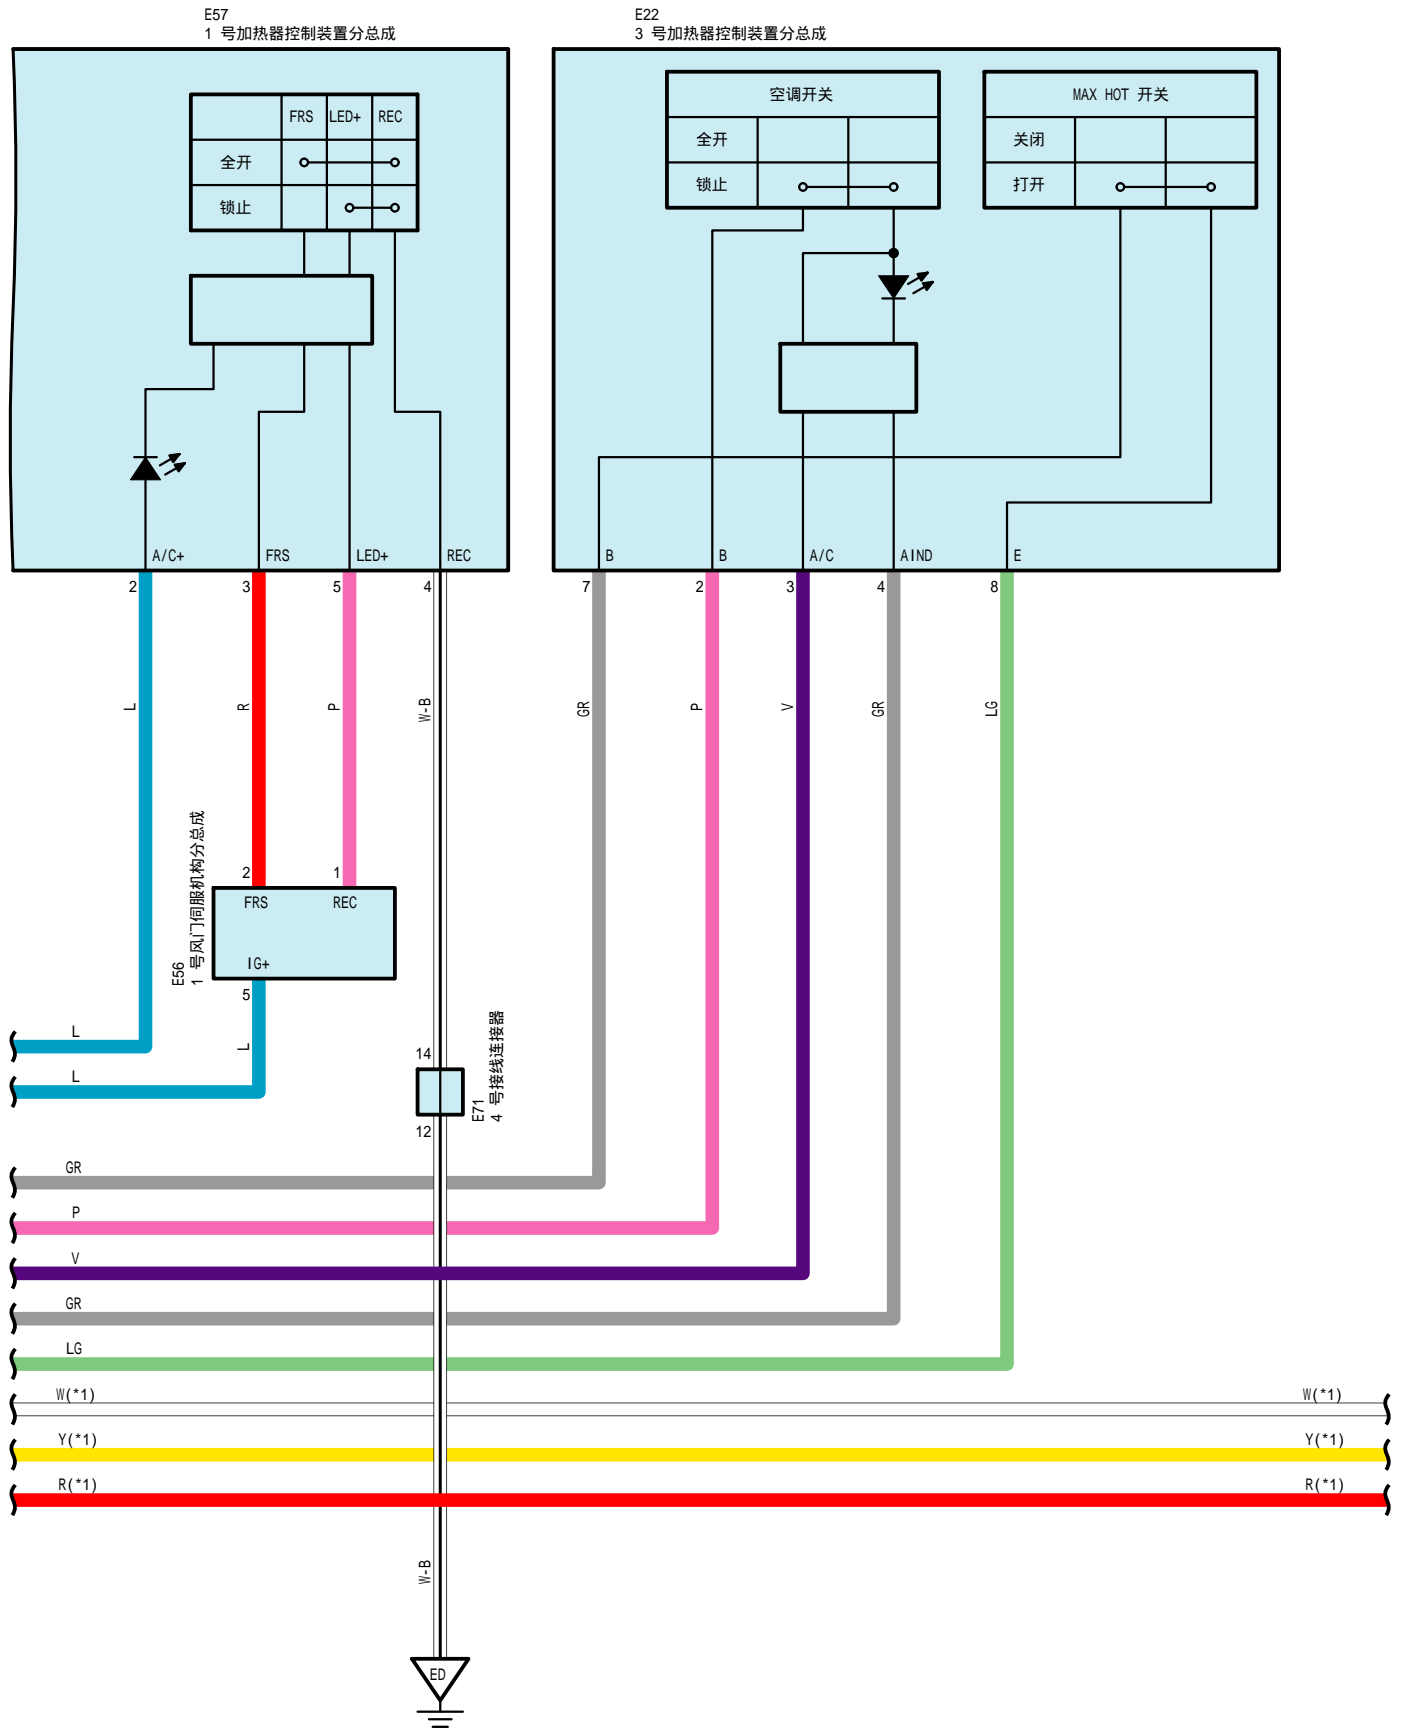 E57
1 号加热器控制装置分总成
E22
3 号加热器控制装置分总成
FRS LED+ REC
全开
锁止
空调开关
全开
锁止
MAX HOT 开关
关闭
打开
A/C+ FRS LED+ REC
B B A/C AIND E
2 3 5 4
7 2 3 4 8
L R P W-B
GR P V GR LG
E56
1 号风门伺服机构分总成
2 1
FRS REC
IG+
5
L
L
L
14
E71
4 号接线连接器
12
GR
P
V
GR
LG
W(*1) W(*1)
Y(*1) Y(*1)
R(*1) R(*1)
W-B
ED